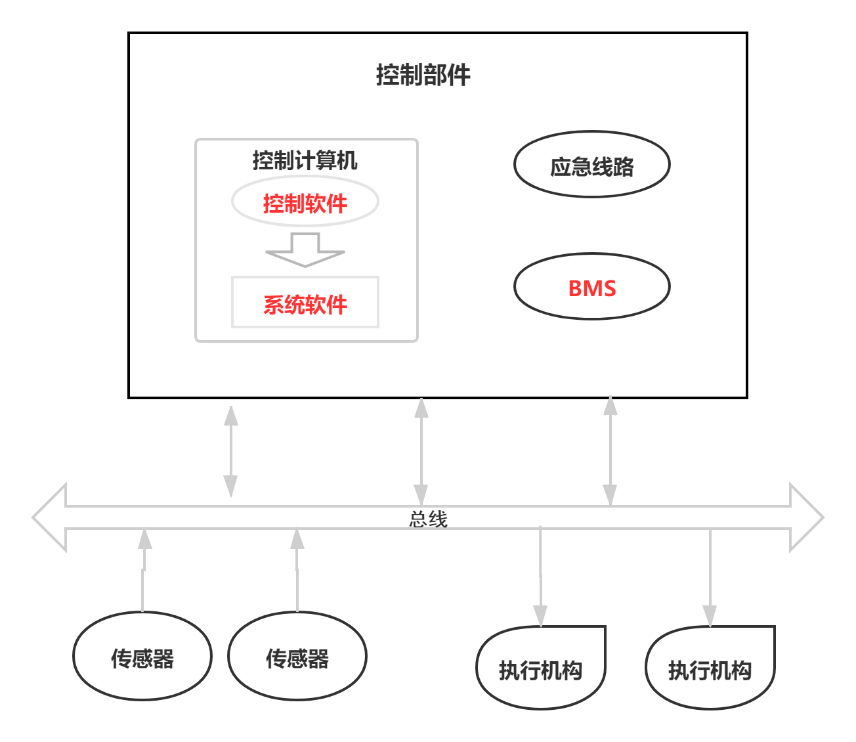 控制部件
控制计算机
控制软件
系统软件
应急线路
BMS
总线
传感器
传感器
执行机构
执行机构